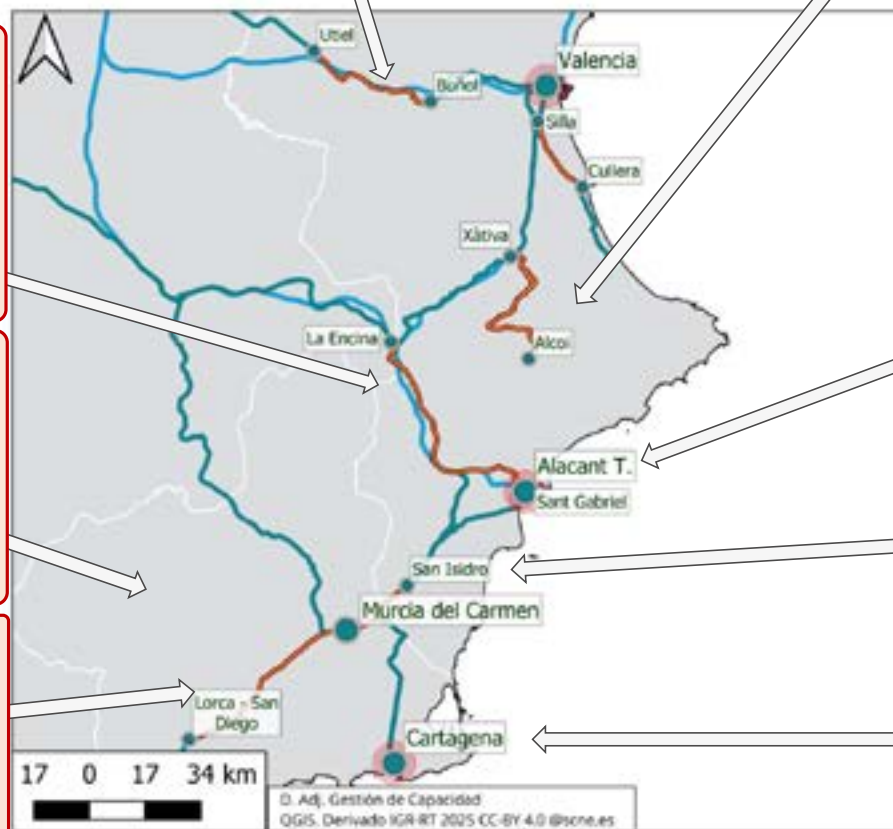 Utiel
Valencia
Buñol
Silla
Cullera
Xàtiva
La Encina
Alcoi
Alacant T.
Sant Gabriel
San Isidro
Murcia del Carmen
Lorca - San
Diego
Cartagena
17 0 17 34 km
D. Adj. Gestión de Capacidad
QGIS. Derivado IGR-RT 2025 CC-BY 4.0 @scne.es